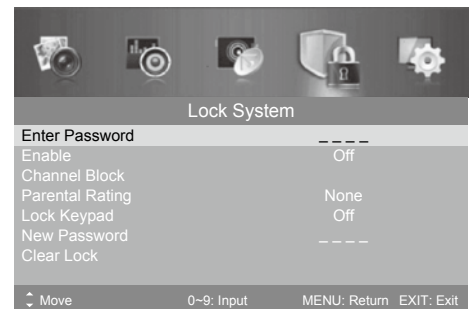 Lock System
Enter Password _ _ _ _
Enable Off
Channel Block
Parental Rating None
Lock Keypad Off
New Password _ _ _ _
Clear Lock
Move 0~9: Input MENU: Return EXIT: Exit